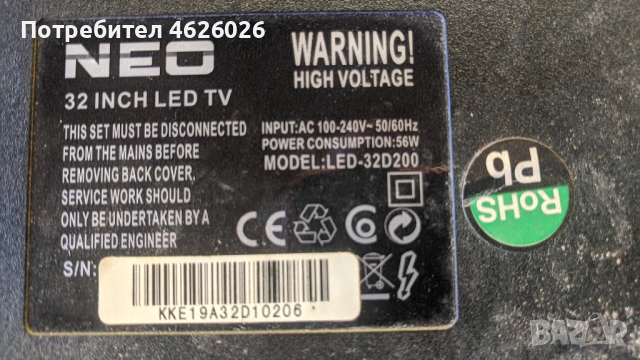 Потребител 4626026
NEO
32 INCH LED TV
THIS SET MUST BE DISCONNECTED
FROM THE MAINS BEFORE
REMOVING BACK COVER,
SERVICE WORK SHOULD
ONLY BE UNDERTAKEN BY A
QUALIFIED ENGINEER
S/N:
KKE19A32D10206
WARNING!
HIGH VOLTAGE
INPUT:AC 100-240V~ 50/60Hz
POWER CONSUMPTION:56W
MODEL:LED-32D200
CE
RoHS
Pb
BAZAR